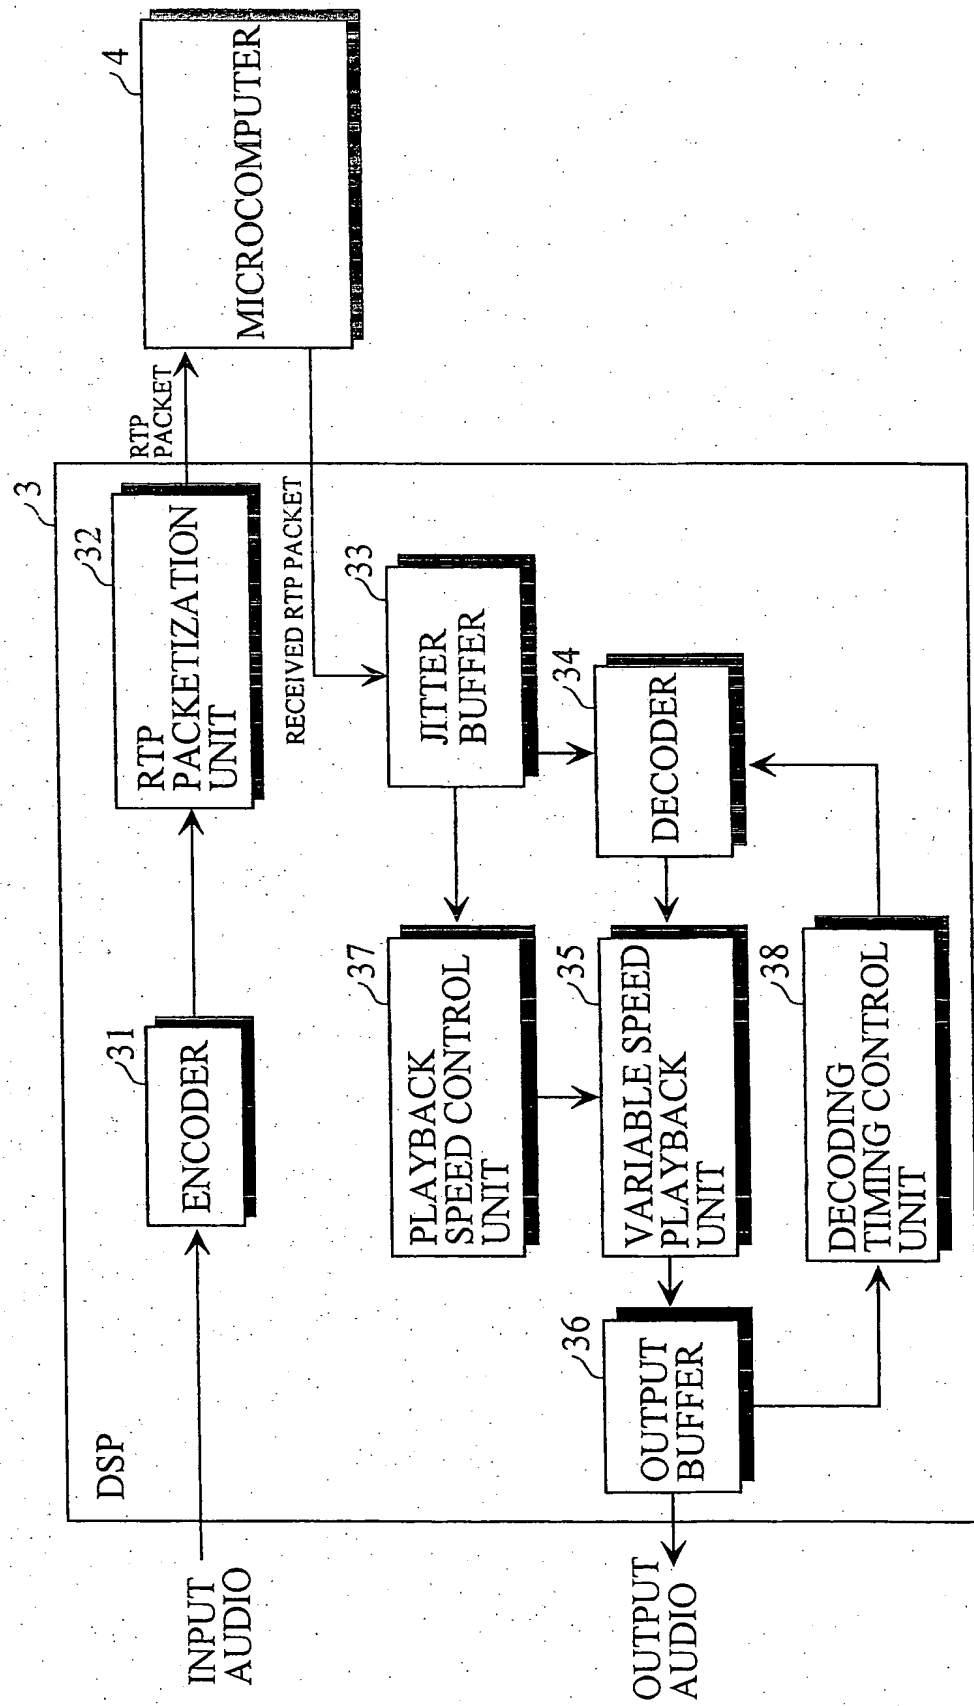 DSP
3
INPUT
AUDIO
31
ENCODER
32
RTP
PACKETIZATION
UNIT
RTP
PACKET
4
MICROCOMPUTER
RECEIVED RTP PACKET
33
JITTER
BUFFER
37
PLAYBACK
SPEED CONTROL
UNIT
34
DECODER
35
VARIABLE SPEED
PLAYBACK
UNIT
36
OUTPUT
BUFFER
OUTPUT
AUDIO
38
DECODING
TIMING CONTROL
UNIT